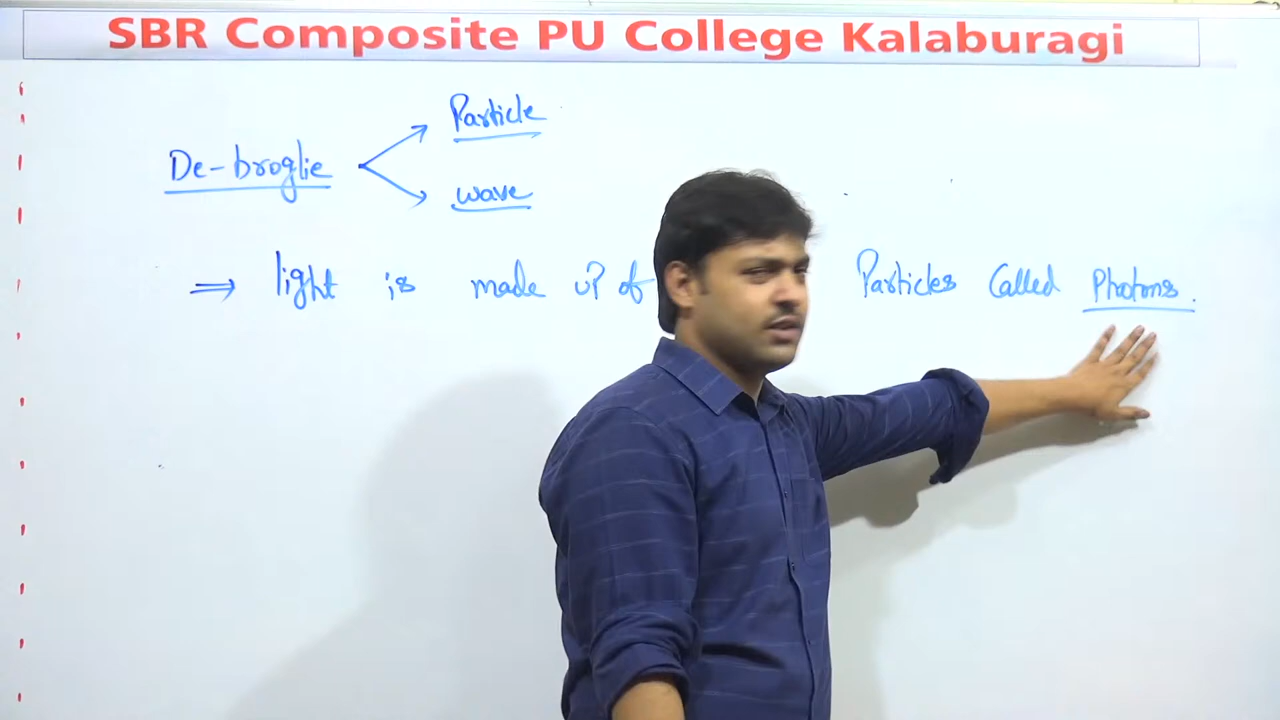 SBR Composite PU College Kalaburagi
De-broglie
Particle
wave
⇒ light is made up of Particles Called Photons.